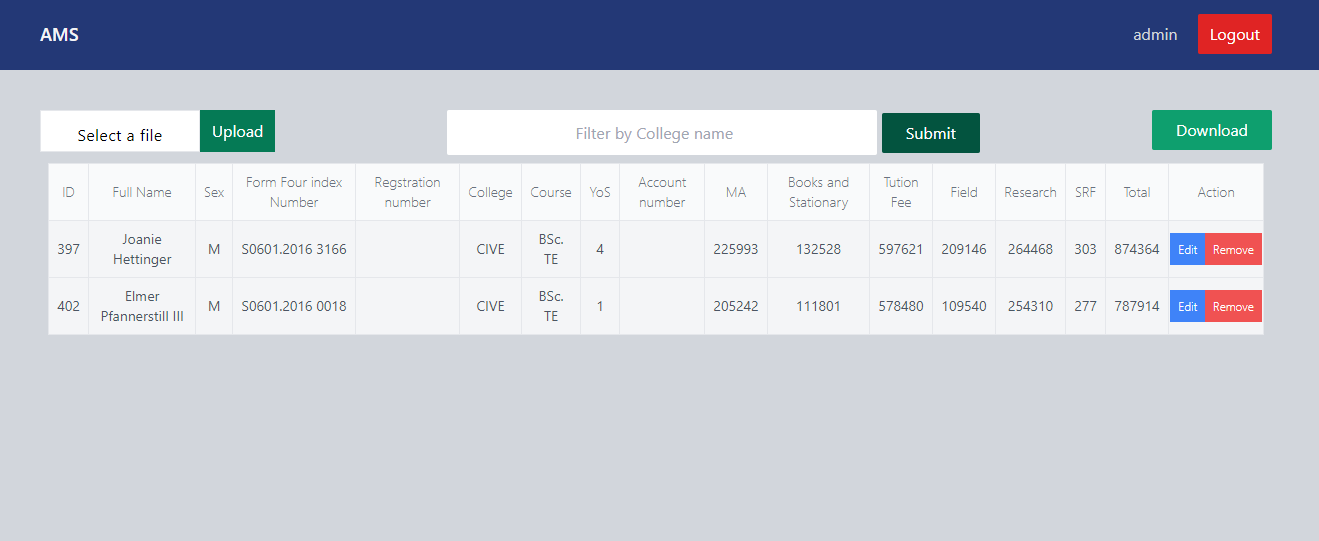 AMS
admin Logout
Select a file Upload Filter by College name Submit Download
ID Full Name Sex Form Four index Number Regstration number College Course YoS Account number MA Books and Stationary Tution Fee Field Research SRF Total Action
397 Joanie Hettinger M S0601.2016 3166 CIVE BSc. TE 4 225993 132528 597621 209146 264468 303 874364 Edit Remove
402 Elmer Pfannerstill III M S0601.2016 0018 CIVE BSc. TE 1 205242 111801 578480 109540 254310 277 787914 Edit Remove